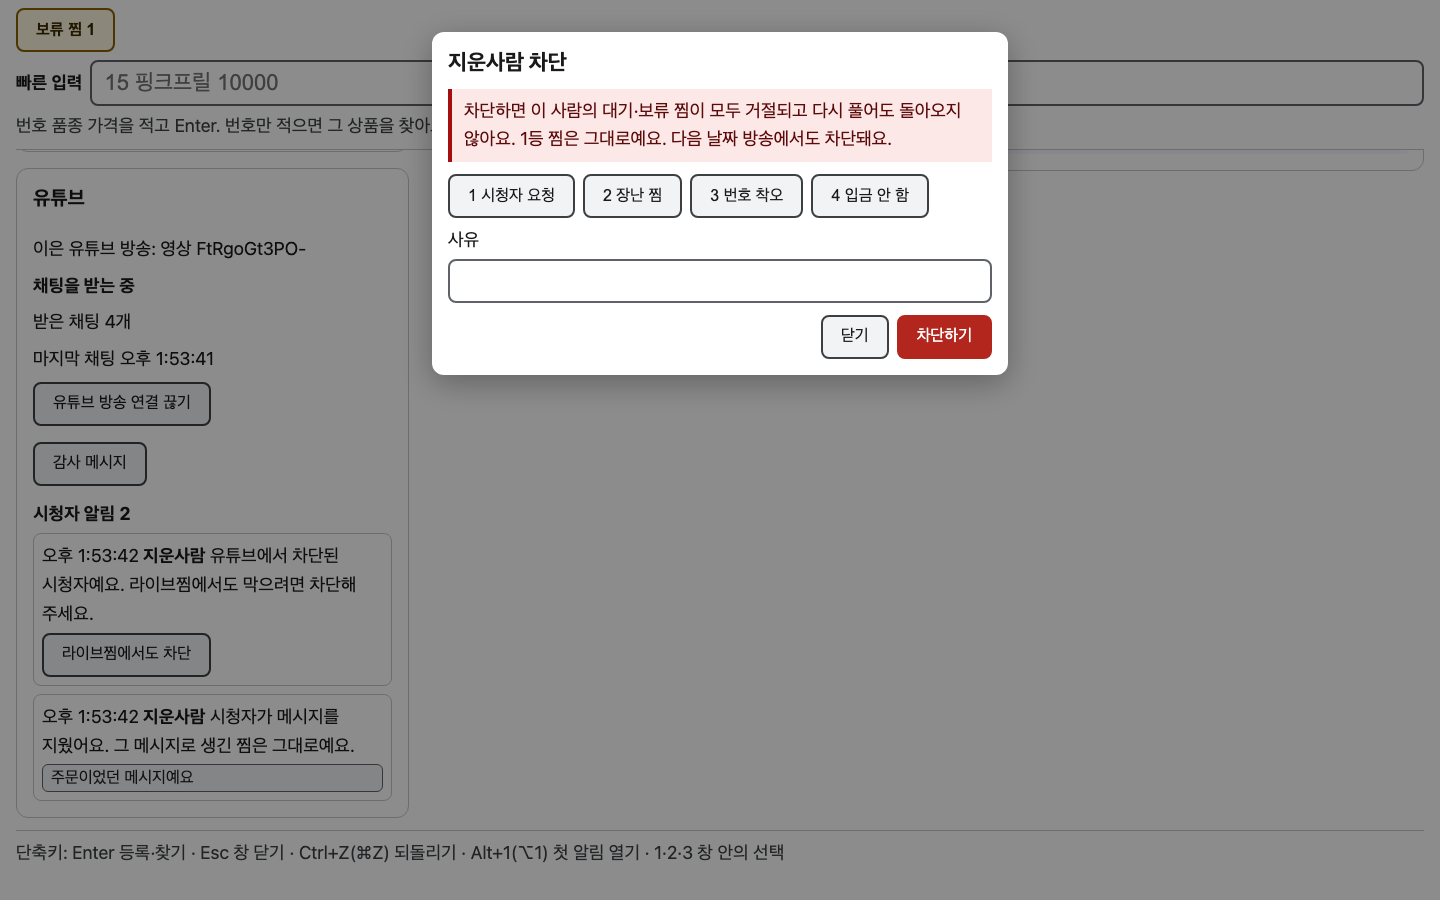 보류 찜 1
빠른 입력
15 핑크프릴 10000
번호 품종 가격을 적고 Enter. 번호만 적으면 그 상품을 찾아
지운사람 차단
차단하면 이 사람의 대기·보류 찜이 모두 거절되고 다시 풀어도 돌아오지
않아요. 1등 찜은 그대로예요. 다음 날짜 방송에서도 차단돼요.
1 시청자 요청
2 장난 찜
3 번호 착오
4 입금 안 함
사유
닫기
차단하기
유튜브
이은 유튜브 방송: 영상 FtRgoGt3PO-
채팅을 받는 중
받은 채팅 4개
마지막 채팅 오후 1:53:41
유튜브 방송 연결 끊기
감사 메시지
시청자 알림 2
오후 1:53:42 지운사람 유튜브에서 차단된
시청자예요. 라이브찜에서도 막으려면 차단해
주세요.
라이브찜에서도 차단
오후 1:53:42 지운사람 시청자가 메시지를
지웠어요. 그 메시지로 생긴 찜은 그대로예요.
주문이었던 메시지예요
단축키: Enter 등록·찾기 · Esc 창 닫기 · Ctrl+Z(⌘Z) 되돌리기 · Alt+1(⌥1) 첫 알림 열기 · 1·2·3 창 안의 선택